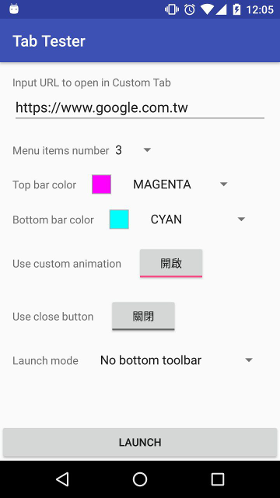 12:05
Tab Tester
Input URL to open in Custom Tab
https://www.google.com.tw
Menu items number 3
Top bar color MAGENTA
Bottom bar color CYAN
Use custom animation 開啟
Use close button 關閉
Launch mode No bottom toolbar
LAUNCH